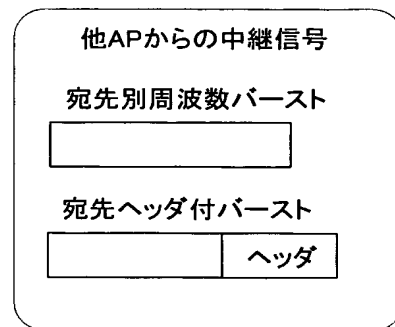 他APからの中継信号
宛先別周波数バースト
宛先ヘッダ付バースト
ヘッダ